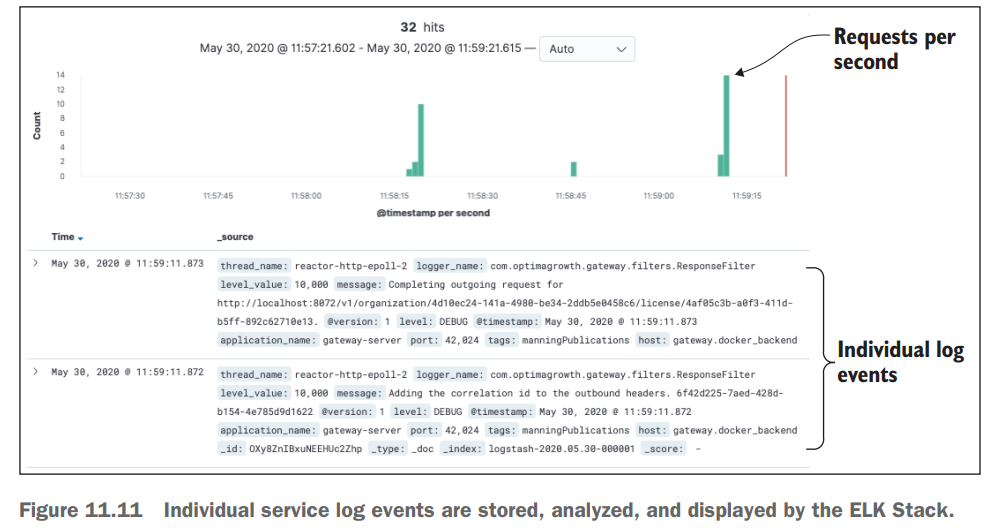 32 hits
May 30, 2020 @ 11:57:21.602 - May 30, 2020 @ 11:59:21.615 — Auto
Requests per
second
14
12
10
8
6
4
2
0
Count
11:57:30 11:57:45 11:58:00 11:58:15 11:58:30 11:58:45 11:59:00 11:59:15
@timestamp per second
Time _source
May 30, 2020 @ 11:59:11.873 thread_name: reactor-http-epoll-2 logger_name: com.optimagrowth.gateway.filters.ResponseFilter
level_value: 10,000 message: Completing outgoing request for
http://localhost:8072/v1/organization/4d10ec24-141a-4980-be34-2ddb5e0458c6/license/4af05c3b-a0f3-411d-
b5ff-892c62710e13. @version: 1 level: DEBUG @timestamp: May 30, 2020 @ 11:59:11.873
application_name: gateway-server port: 42,024 tags: manningPublications host: gateway.docker_backend
May 30, 2020 @ 11:59:11.872 thread_name: reactor-http-epoll-2 logger_name: com.optimagrowth.gateway.filters.ResponseFilter
level_value: 10,000 message: Adding the correlation id to the outbound headers. 6f42d225-7aed-428d-
b154-4e785d9d1622 @version: 1 level: DEBUG @timestamp: May 30, 2020 @ 11:59:11.872
application_name: gateway-server port: 42,024 tags: manningPublications host: gateway.docker_backend
_id: OXy8ZnIBxuNEEHUc2Zhp _type: _doc _index: logstash-2020.05.30-000001 _score: -
Individual log
events
Figure 11.11 Individual service log events are stored, analyzed, and displayed by the ELK Stack.